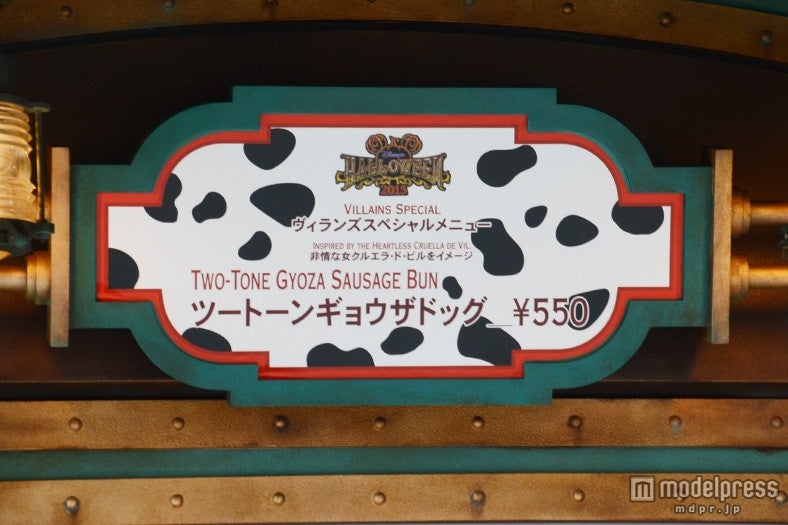 Disney's
HALLOWEEN
2015
VILLAINS SPECIAL
ヴィランズスペシャルメニュー
INSPIRED BY THE HEARTLESS CRUELLA DE VIL.
非情な女クルエラ・ド・ビルをイメージ
TWO-TONE GYOZA SAUSAGE BUN
ツートーンギョウザドッグ_¥550
modelpress
mdpr.jp